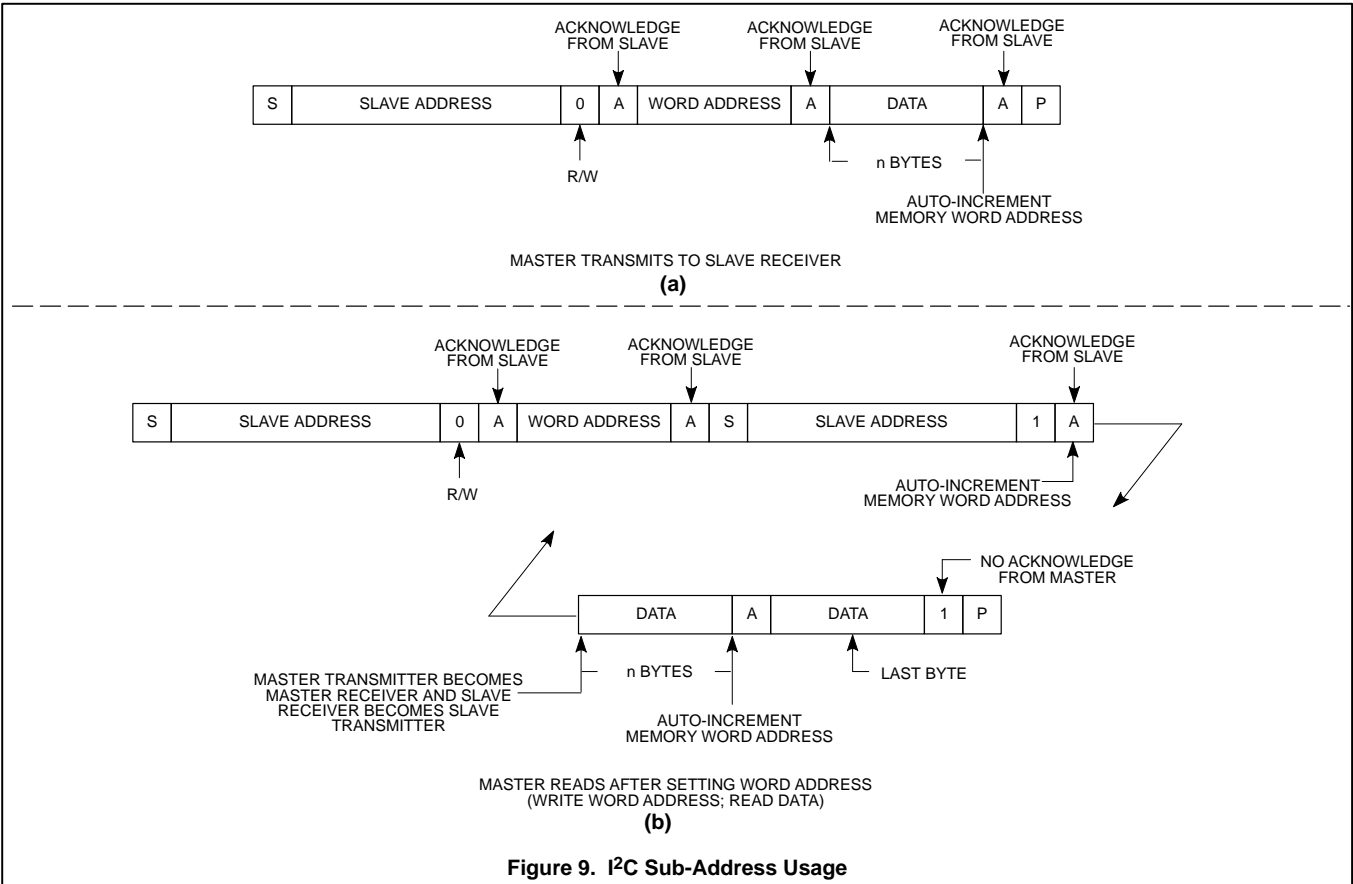 ACKNOWLEDGE
FROM SLAVE
ACKNOWLEDGE
FROM SLAVE
ACKNOWLEDGE
FROM SLAVE
S SLAVE ADDRESS 0 A WORD ADDRESS A DATA A P
R/W
n BYTES
AUTO-INCREMENT
MEMORY WORD ADDRESS
MASTER TRANSMITS TO SLAVE RECEIVER
(a)
ACKNOWLEDGE
FROM SLAVE
ACKNOWLEDGE
FROM SLAVE
ACKNOWLEDGE
FROM SLAVE
S SLAVE ADDRESS 0 A WORD ADDRESS A S SLAVE ADDRESS 1 A
R/W
AUTO-INCREMENT
MEMORY WORD ADDRESS
NO ACKNOWLEDGE
FROM MASTER
DATA A DATA 1 P
MASTER TRANSMITTER BECOMES
MASTER RECEIVER AND SLAVE
RECEIVER BECOMES SLAVE
TRANSMITTER
n BYTES
LAST BYTE
AUTO-INCREMENT
MEMORY WORD ADDRESS
MASTER READS AFTER SETTING WORD ADDRESS
(WRITE WORD ADDRESS; READ DATA)
(b)
Figure 9. I²C Sub-Address Usage